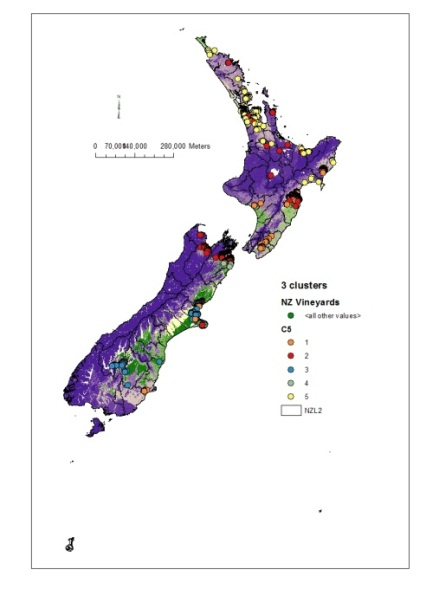 0 70,000140,000 280,000 Meters
3 clusters
NZ Vineyards
<all other values>
C5
1
2
3
4
5
NZL2